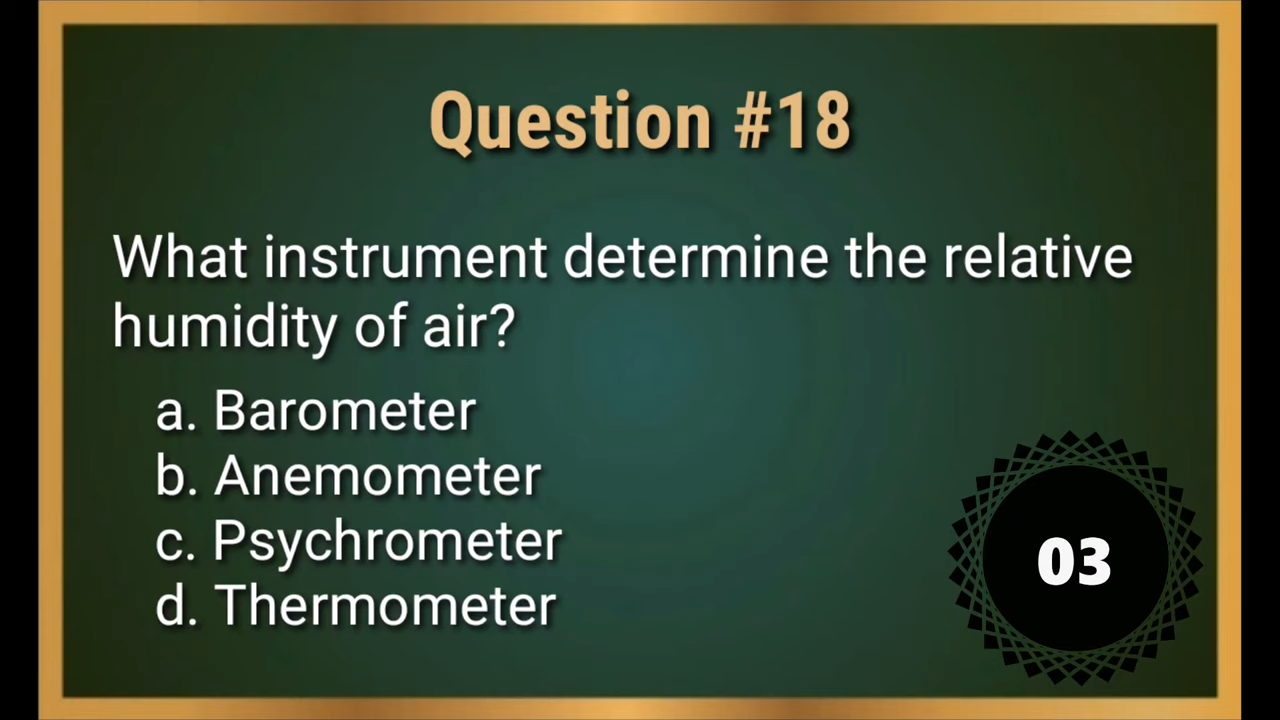 Question #18
What instrument determine the relative
humidity of air?
a. Barometer
b. Anemometer
c. Psychrometer
d. Thermometer
03